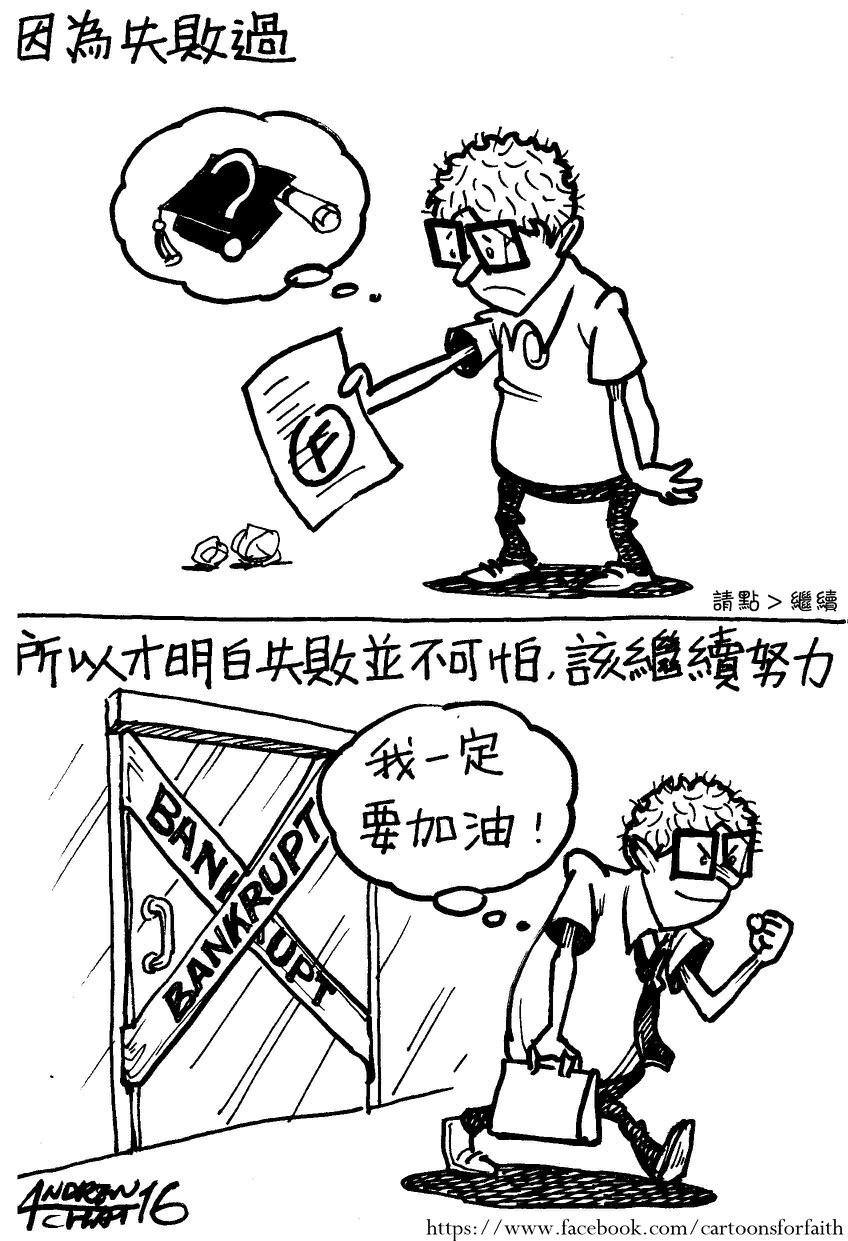 因為失敗過
?
F
請點 > 繼續
所以才明白失敗並不可怕，該繼續努力
我一定
要加油！
BANKRUPT
BANKRUPT
ANDREW
CHAT 16
https://www.facebook.com/cartoonsforfaith